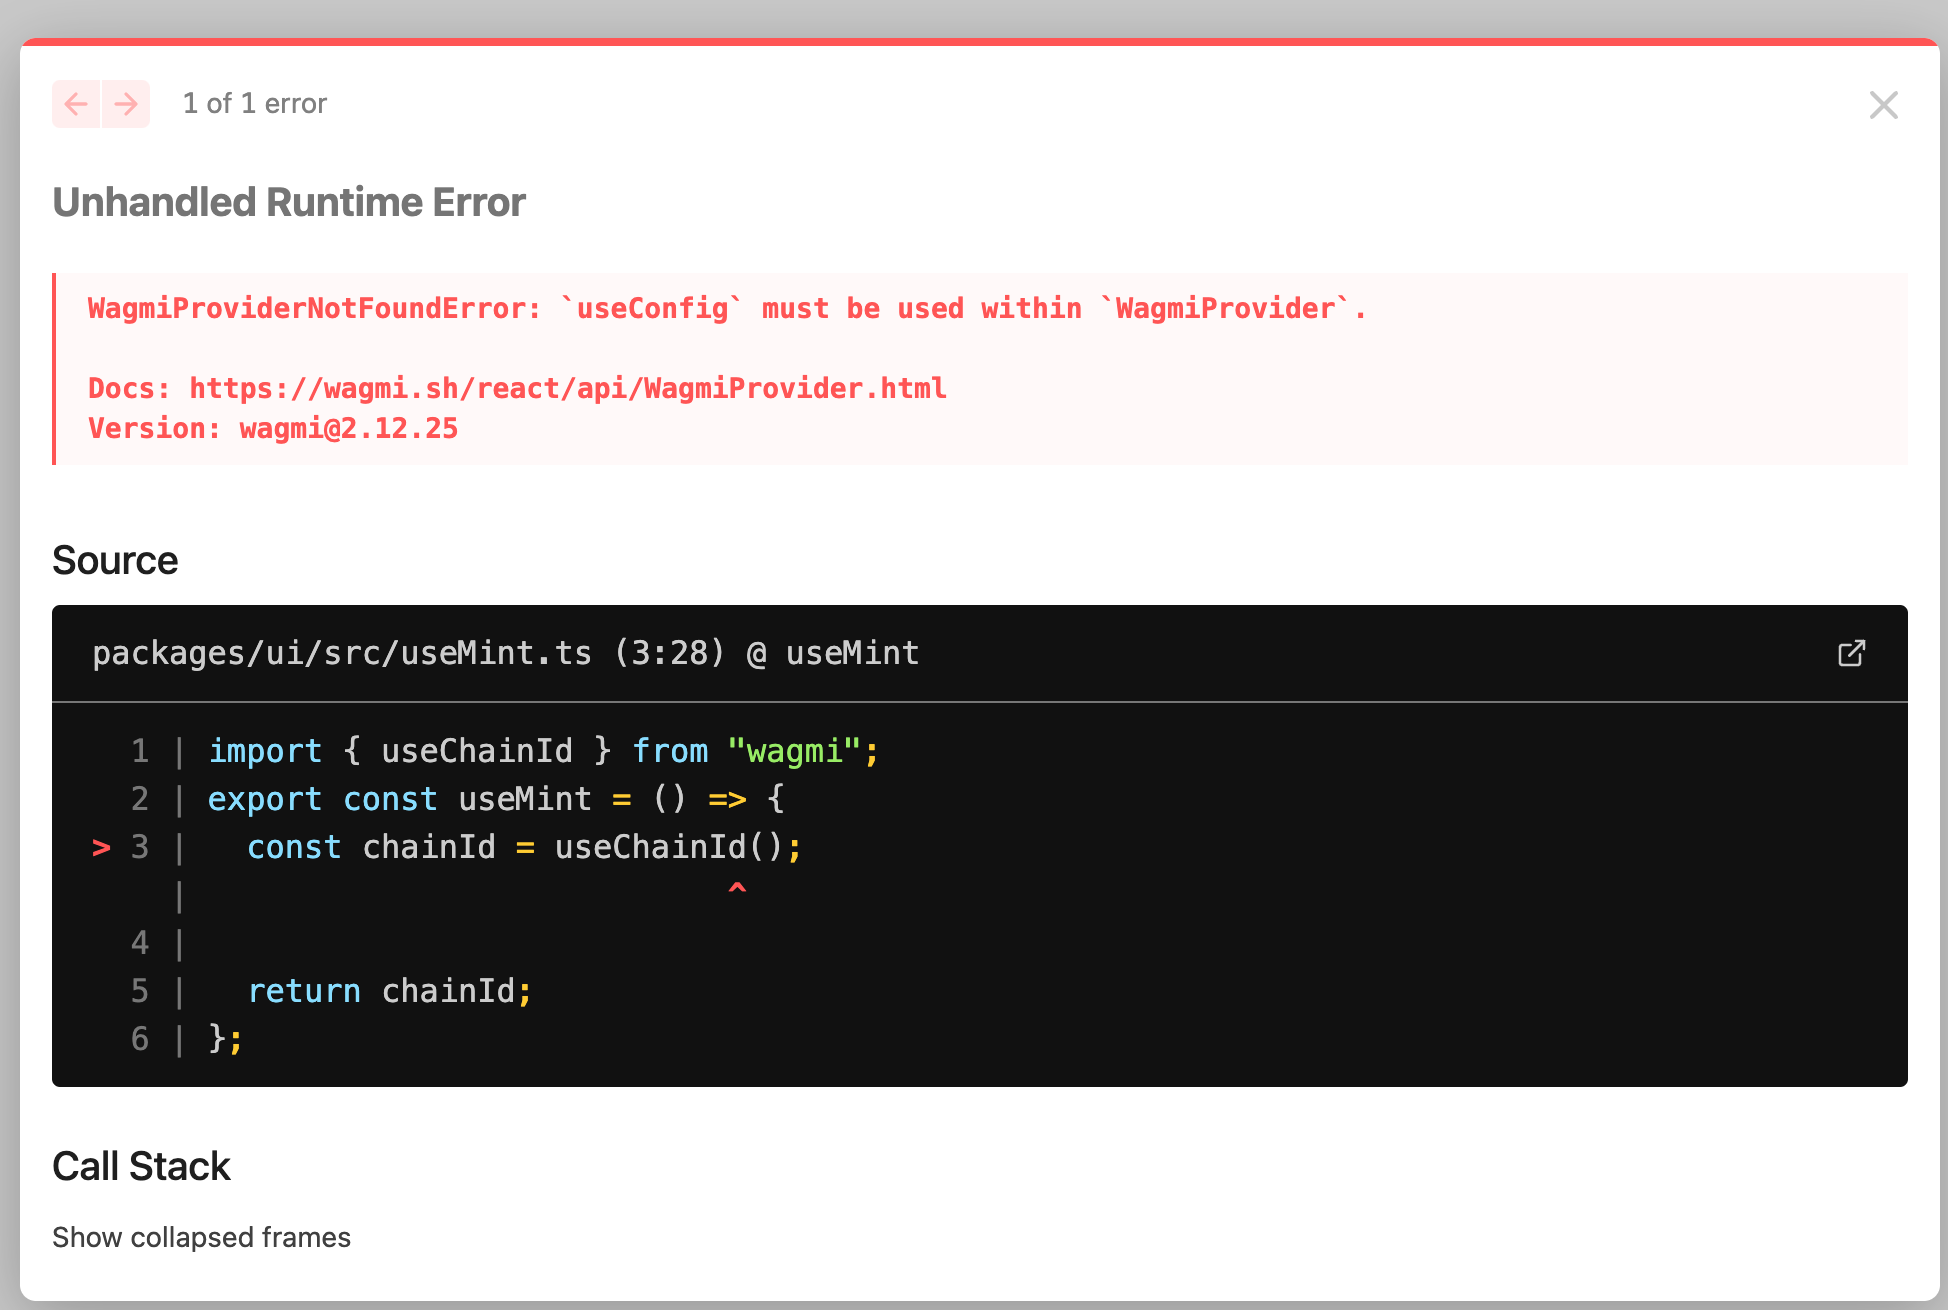 1 of 1 error
Unhandled Runtime Error
WagmiProviderNotFoundError: `useConfig` must be used within `WagmiProvider`.
Docs: https://wagmi.sh/react/api/WagmiProvider.html
Version: wagmi@2.12.25
Source
packages/ui/src/useMint.ts (3:28) @ useMint
1 | import { useChainId } from "wagmi";
2 | export const useMint = () => {
> 3 |   const chainId = useChainId();
|                            ^
4 |
5 |   return chainId;
6 | };
Call Stack
Show collapsed frames